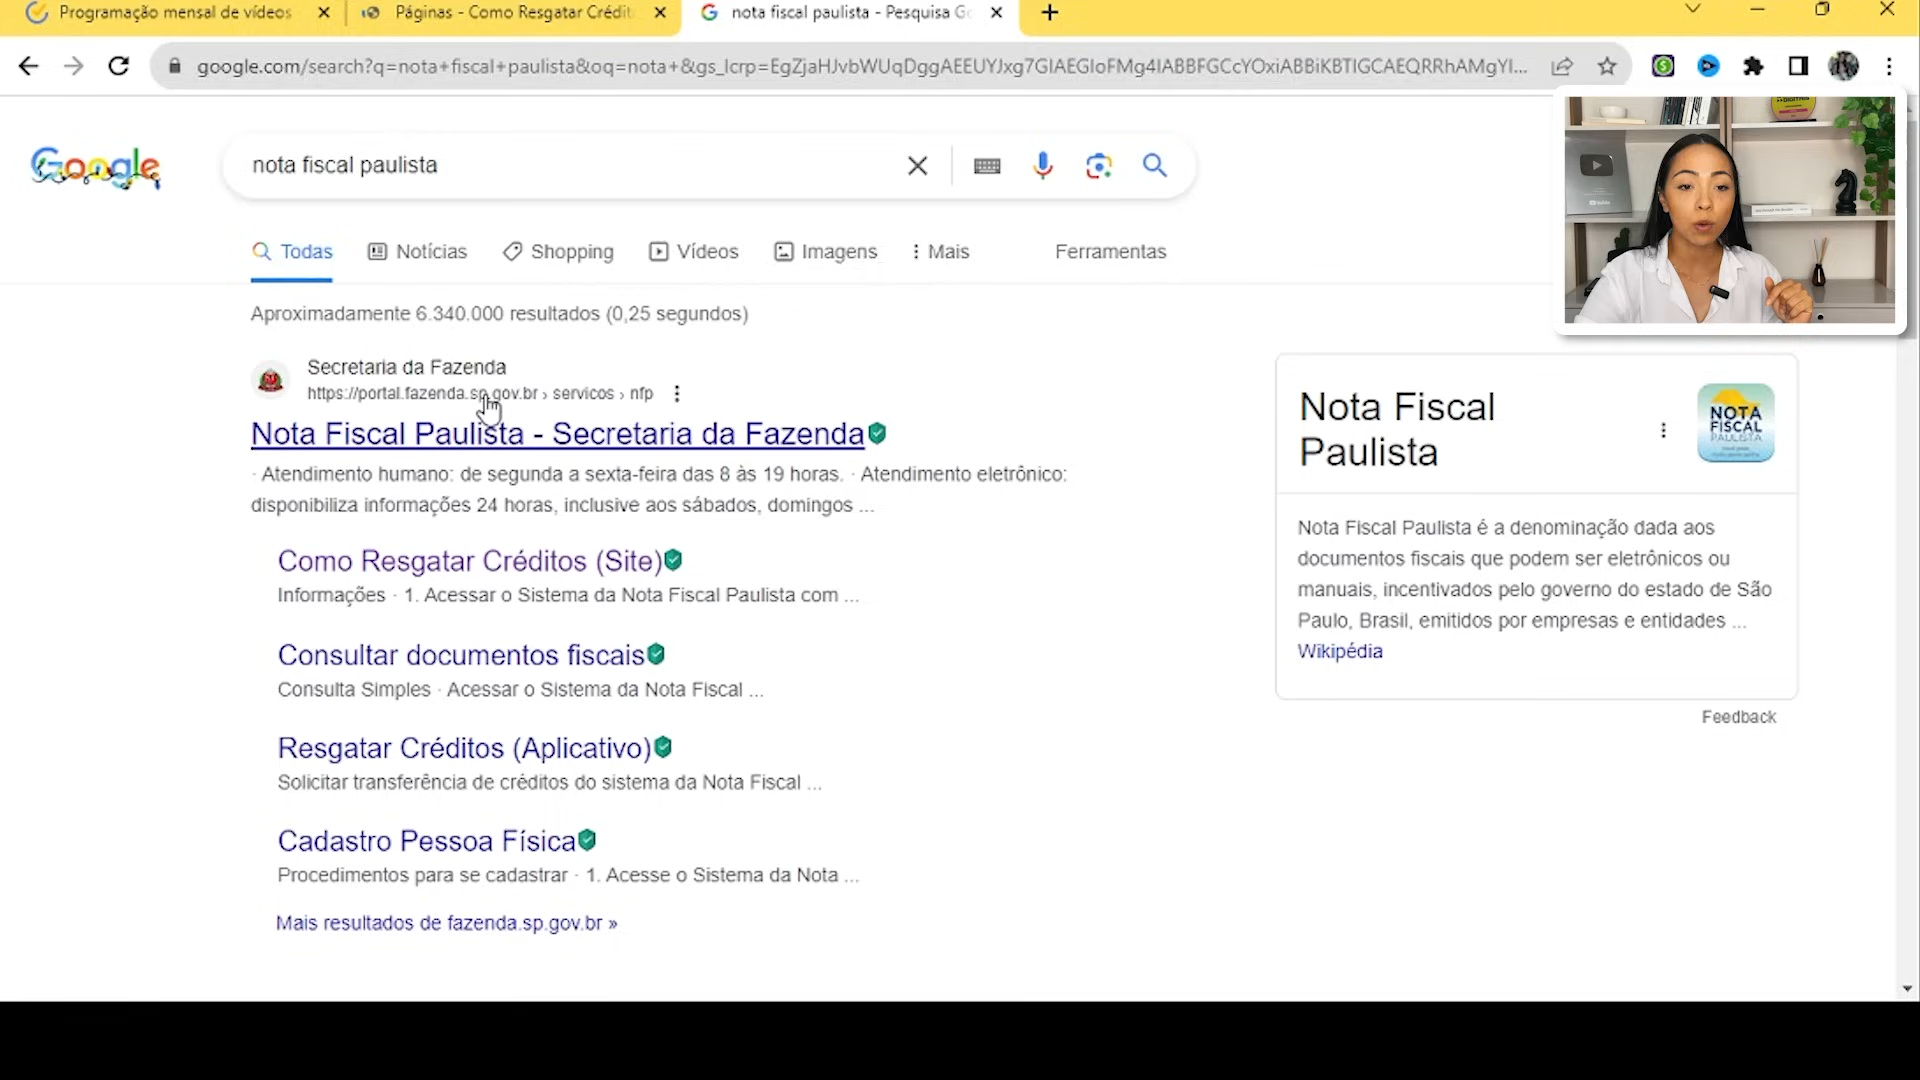 Programação mensal de vídeos
Páginas - Como Resgatar Crédit
nota fiscal paulista - Pesquisa Go
google.com/search?q=nota+fiscal+paulista&oq=nota+&gs_lcrp=EgZjaHJvbWUqDggAEEUYJxg7GIAEGIoFMg4IABBFGCcYOxiABBiKBTIGCAEQRRhAMgYI...
Google
nota fiscal paulista
Todas
Notícias
Shopping
Vídeos
Imagens
Mais
Ferramentas
Aproximadamente 6.340.000 resultados (0,25 segundos)
Secretaria da Fazenda
https://portal.fazenda.sp.gov.br › servicos › nfp
Nota Fiscal Paulista - Secretaria da Fazenda
· Atendimento humano: de segunda a sexta-feira das 8 às 19 horas. · Atendimento eletrônico:
disponibiliza informações 24 horas, inclusive aos sábados, domingos ...
Como Resgatar Créditos (Site)
Informações · 1. Acessar o Sistema da Nota Fiscal Paulista com ...
Consultar documentos fiscais
Consulta Simples · Acessar o Sistema da Nota Fiscal ...
Resgatar Créditos (Aplicativo)
Solicitar transferência de créditos do sistema da Nota Fiscal ...
Cadastro Pessoa Física
Procedimentos para se cadastrar · 1. Acesse o Sistema da Nota ...
Mais resultados de fazenda.sp.gov.br »
Nota Fiscal
Paulista
NOTA
FISCAL
PAULISTA
Nota Fiscal Paulista é a denominação dada aos
documentos fiscais que podem ser eletrônicos ou
manuais, incentivados pelo governo do estado de São
Paulo, Brasil, emitidos por empresas e entidades ...
Wikipédia
Feedback